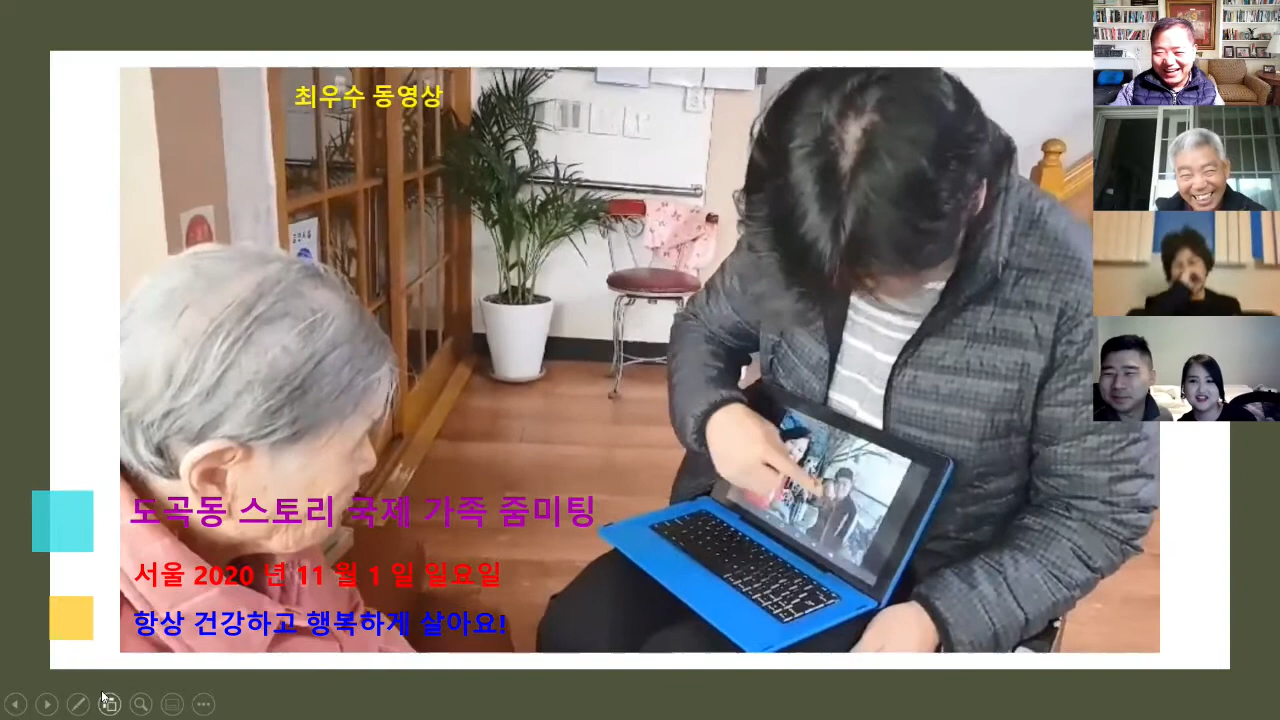 최우수 동영상
도곡동 스토리 국제 가족 줌미팅
서울 2020 년 11 월 1 일 일요일
항상 건강하고 행복하게 살아요!